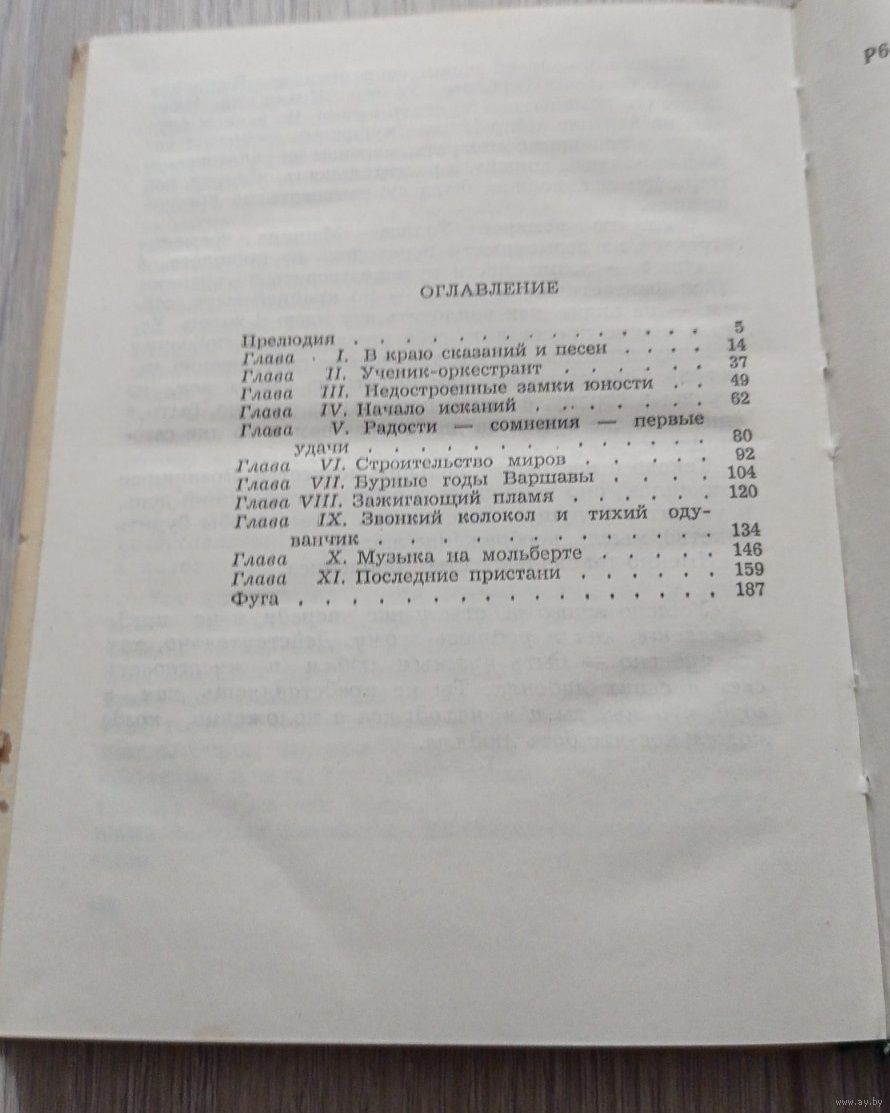 ОГЛАВЛЕНИЕ
Прелюдия . . . . . . . . . . . . . . . 5
Глава I. В краю сказаний и песен . . . . 14
Глава II. Ученик-оркестрант . . . . . . 37
Глава III. Недостроенные замки юности . . 49
Глава IV. Начало исканий . . . . . . . 62
Глава V. Радости — сомнения — первые
удачи . . . . . . . . . . . . . 80
Глава VI. Строительство миров . . . . . 92
Глава VII. Бурные годы Варшавы . . . . 104
Глава VIII. Зажигающий пламя . . . . . . 120
Глава IX. Звонкий колокол и тихий оду-
ванчик . . . . . . . . . . . . . 134
Глава X. Музыка на мольберте . . . . . 146
Глава XI. Последние пристани . . . . . . 159
Фуга . . . . . . . . . . . . . . . . 187
www.ay.by